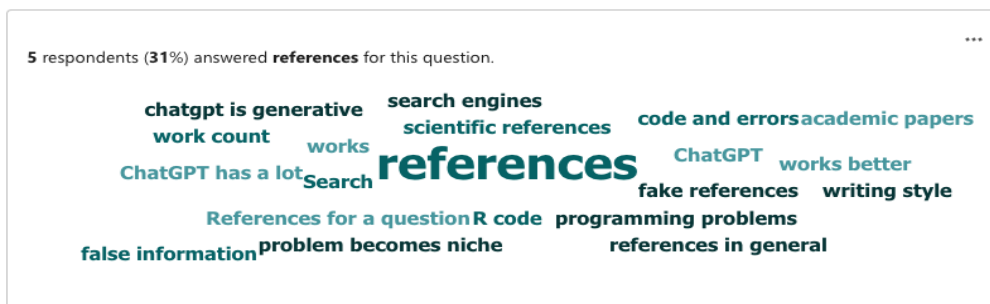 ...
5 respondents (31%) answered references for this question.
chatgpt is generative
search engines
work count
works
scientific references
code and errors
academic papers
ChatGPT has a lot
Search
references
ChatGPT
works better
fake references
writing style
References for a question
R code
programming problems
false information
problem becomes niche
references in general